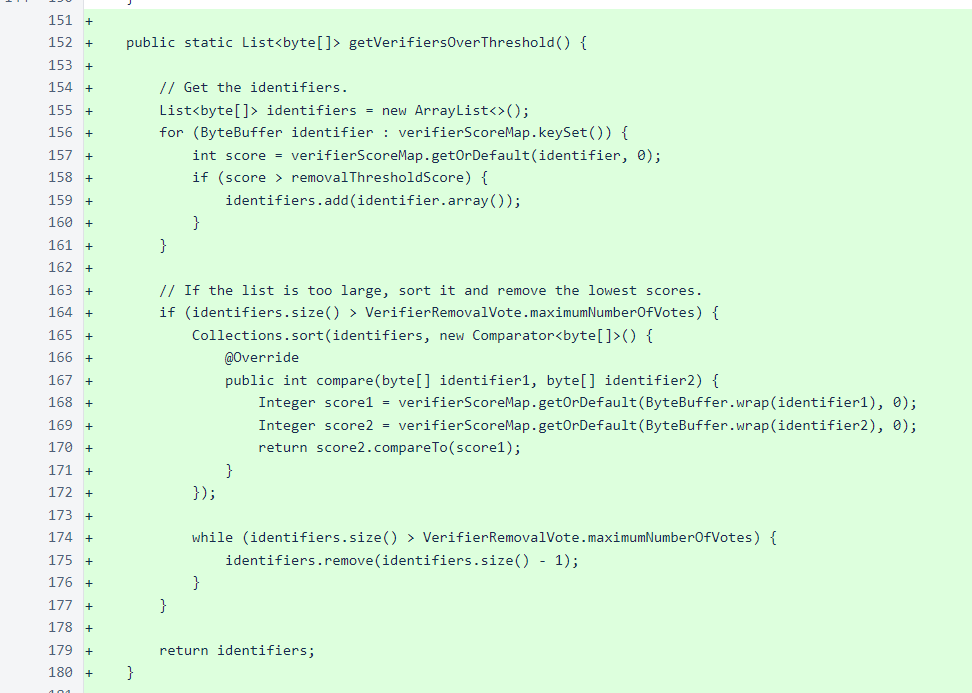 151 +
152 +    public static List<byte[]> getVerifiersOverThreshold() {
153 +
154 +        // Get the identifiers.
155 +        List<byte[]> identifiers = new ArrayList<>();
156 +        for (ByteBuffer identifier : verifierScoreMap.keySet()) {
157 +            int score = verifierScoreMap.getOrDefault(identifier, 0);
158 +            if (score > removalThresholdScore) {
159 +                identifiers.add(identifier.array());
160 +            }
161 +        }
162 +
163 +        // If the list is too large, sort it and remove the lowest scores.
164 +        if (identifiers.size() > VerifierRemovalVote.maximumNumberOfVotes) {
165 +            Collections.sort(identifiers, new Comparator<byte[]>() {
166 +                @Override
167 +                public int compare(byte[] identifier1, byte[] identifier2) {
168 +                    Integer score1 = verifierScoreMap.getOrDefault(ByteBuffer.wrap(identifier1), 0);
169 +                    Integer score2 = verifierScoreMap.getOrDefault(ByteBuffer.wrap(identifier2), 0);
170 +                    return score2.compareTo(score1);
171 +                }
172 +            });
173 +
174 +            while (identifiers.size() > VerifierRemovalVote.maximumNumberOfVotes) {
175 +                identifiers.remove(identifiers.size() - 1);
176 +            }
177 +        }
178 +
179 +        return identifiers;
180 +    }